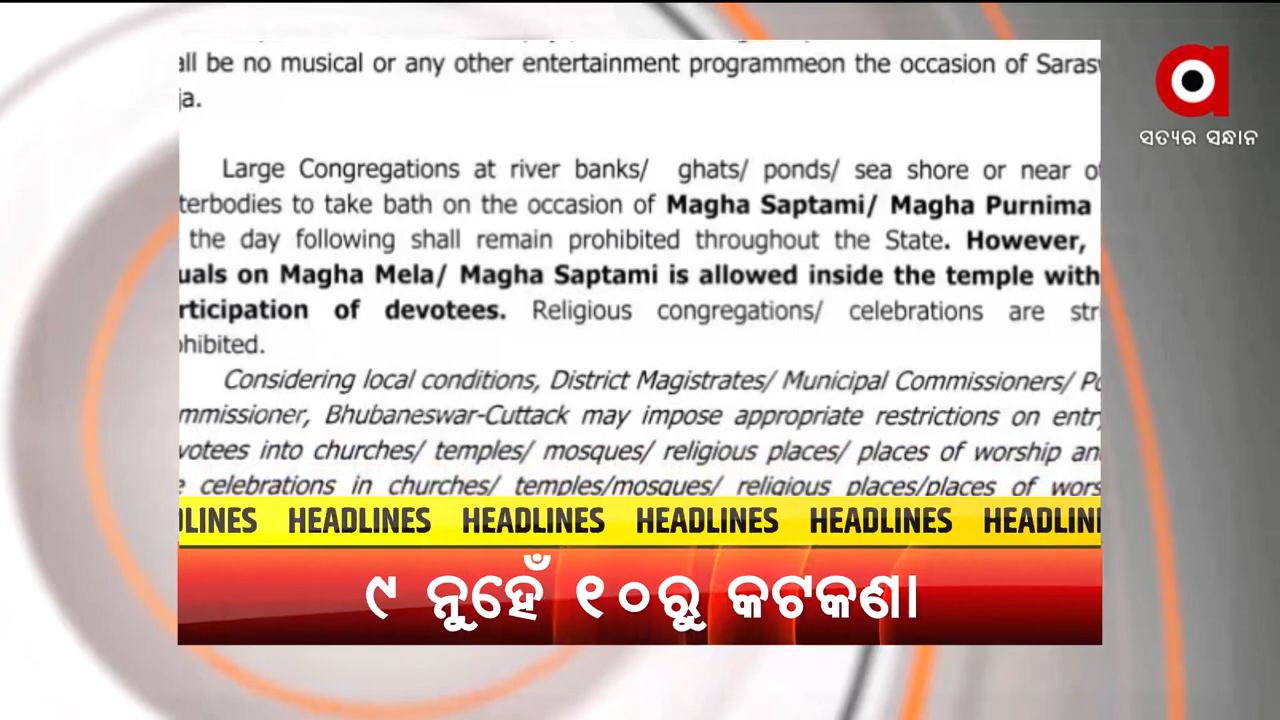 all be no musical or any other entertainment programmeon the occasion of Saras
ja.
ସତ୍ୟର ସନ୍ଧାନ
Large Congregations at river banks/ ghats/ ponds/ sea shore or near
terbodies to take bath on the occasion of Magha Saptami/ Magha Purnima
the day following shall remain prohibited throughout the State. However,
uals on Magha Mela/ Magha Saptami is allowed inside the temple with
rticipation of devotees. Religious congregations/ celebrations are str
hibited.
Considering local conditions, District Magistrates/ Municipal Commissioners/ Po
mmissioner, Bhubaneswar-Cuttack may impose appropriate restrictions on entry
votees into churches/ temples/ mosques/ religious places/ places of worship an
celebrations in churches/ temples/mosques/ religious places/places of wors
LINES HEADLINES HEADLINES HEADLINES HEADLINES HEADLIN
୯ ନୁହେଁ ୧୦ରୁ କଟକଣା